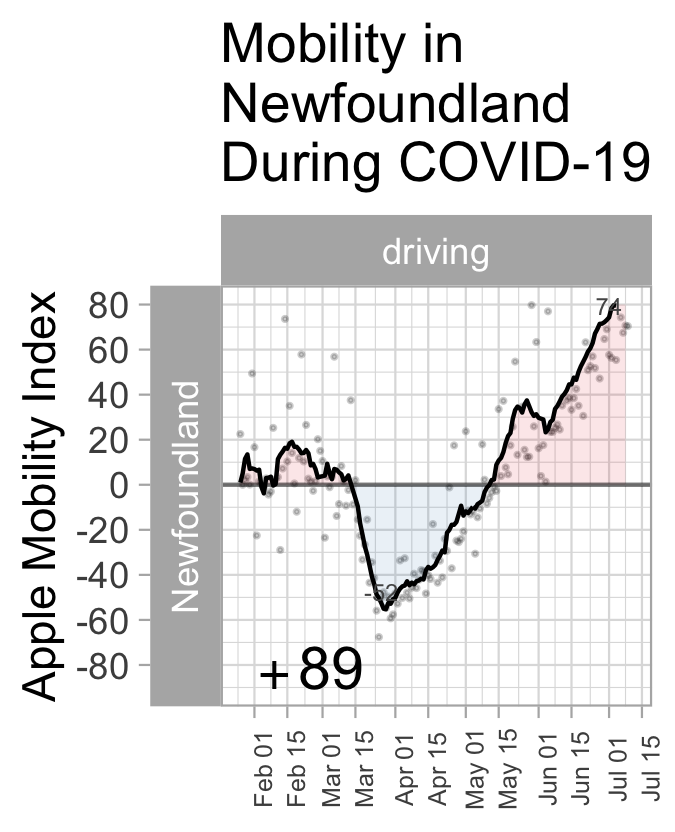 Mobility in
Newfoundland
During COVID-19
driving
Apple Mobility Index
Newfoundland
80
60
40
20
0
-20
-40
-60
-80
74
-52
+89
Feb 01
Feb 15
Mar 01
Mar 15
Apr 01
Apr 15
May 01
May 15
Jun 01
Jun 15
Jul 01
Jul 15